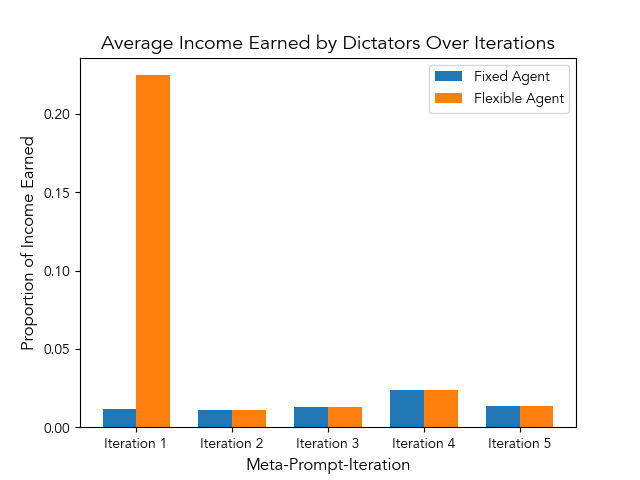 Average Income Earned by Dictators Over Iterations
Fixed Agent
Flexible Agent
Proportion of Income Earned
0.20
0.15
0.10
0.05
0.00
Iteration 1
Iteration 2
Iteration 3
Iteration 4
Iteration 5
Meta-Prompt-Iteration